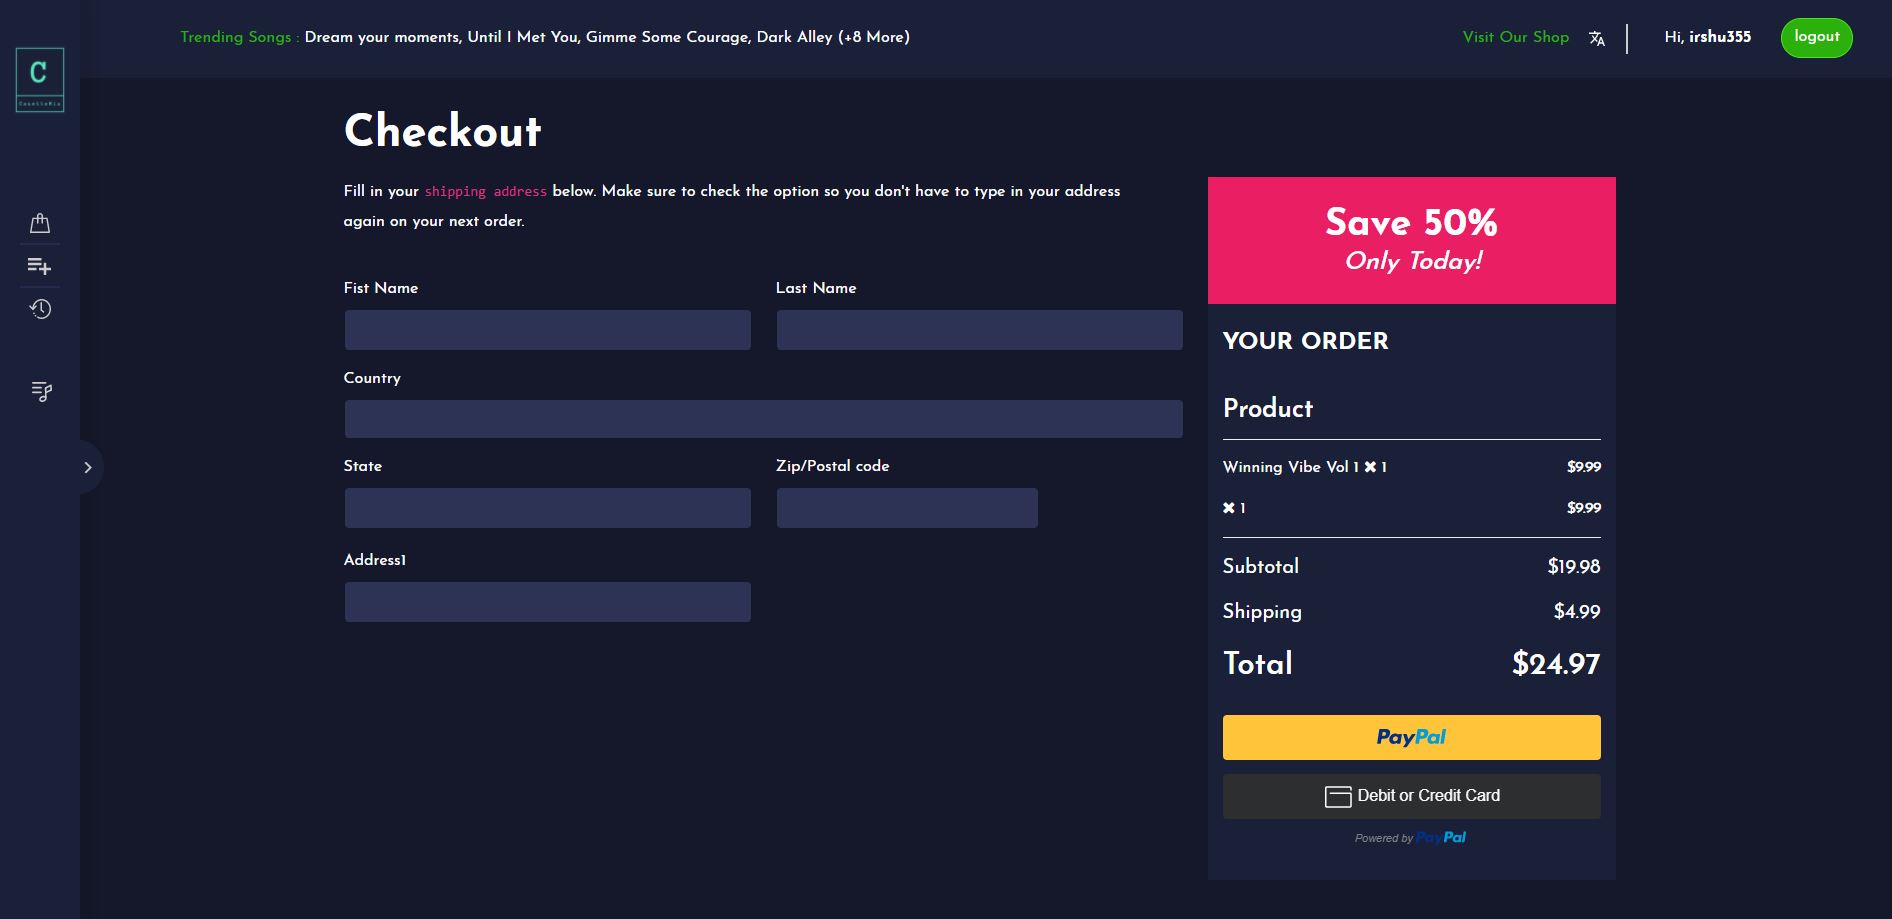 Trending Songs : Dream your moments, Until I Met You, Gimme Some Courage, Dark Alley (+8 More)
Visit Our Shop
Hi, irshu355
logout
C
Checkout
Fill in your shipping address below. Make sure to check the option so you don't have to type in your address
again on your next order.
Fist Name
Last Name
Country
State
Zip/Postal code
Address1
Save 50%
Only Today!
YOUR ORDER
Product
Winning Vibe Vol 1 ✖ 1
$9.99
✖ 1
$9.99
Subtotal
$19.98
Shipping
$4.99
Total
$24.97
PayPal
Debit or Credit Card
Powered by PayPal